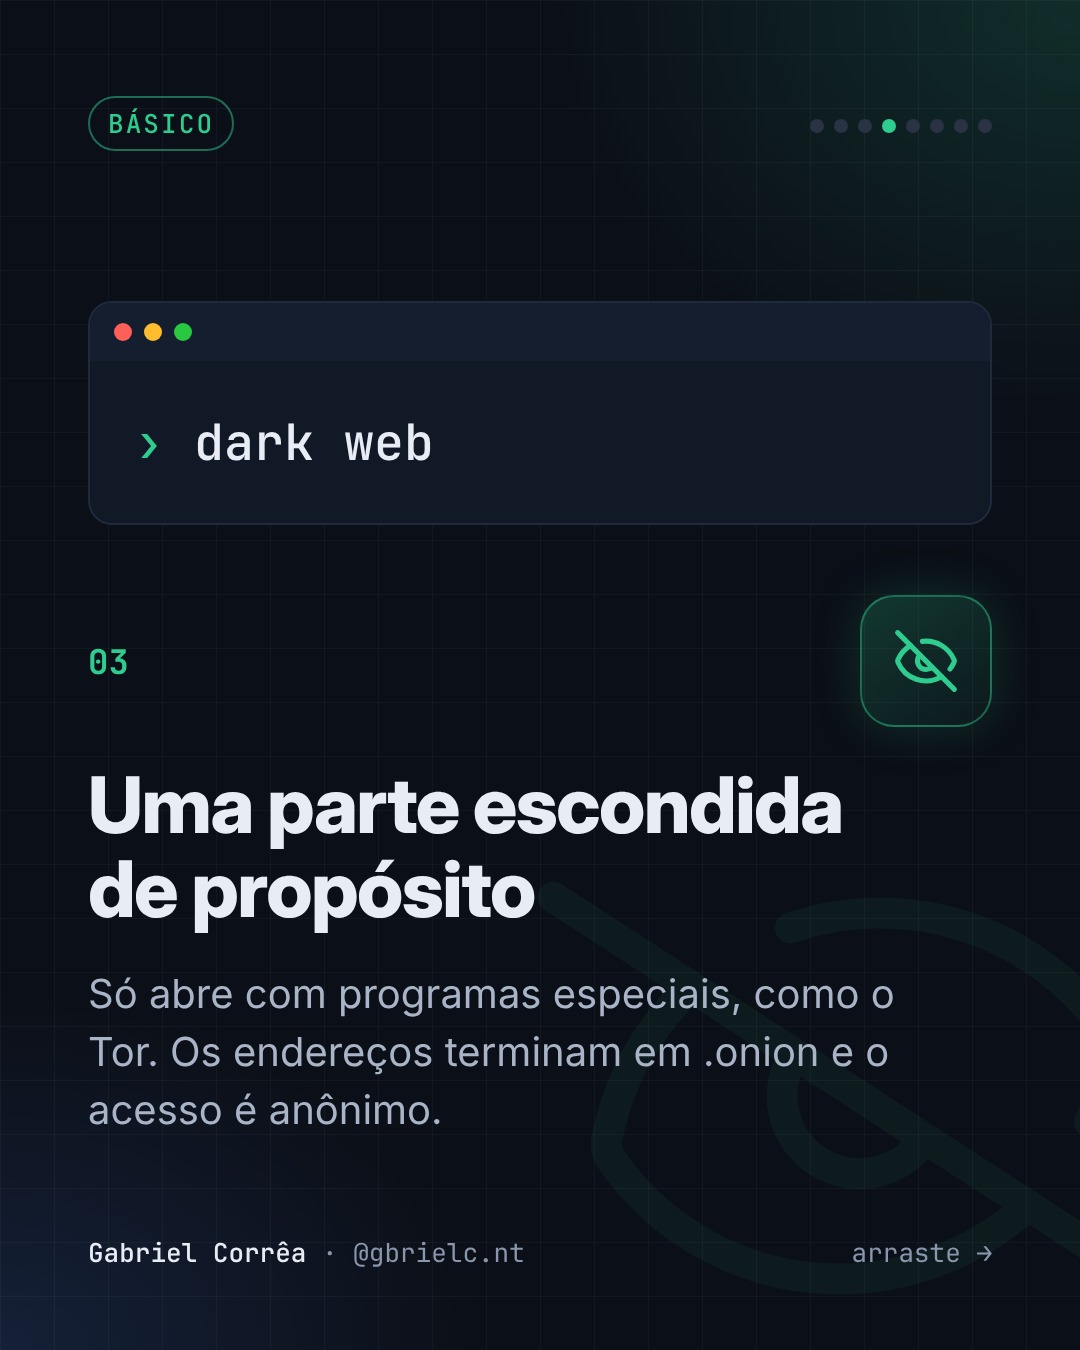 BÁSICO
› dark web
03
Uma parte escondida
de propósito
Só abre com programas especiais, como o
Tor. Os endereços terminam em .onion e o
acesso é anônimo.
Gabriel Corrêa · @gbrielc.nt
arraste →